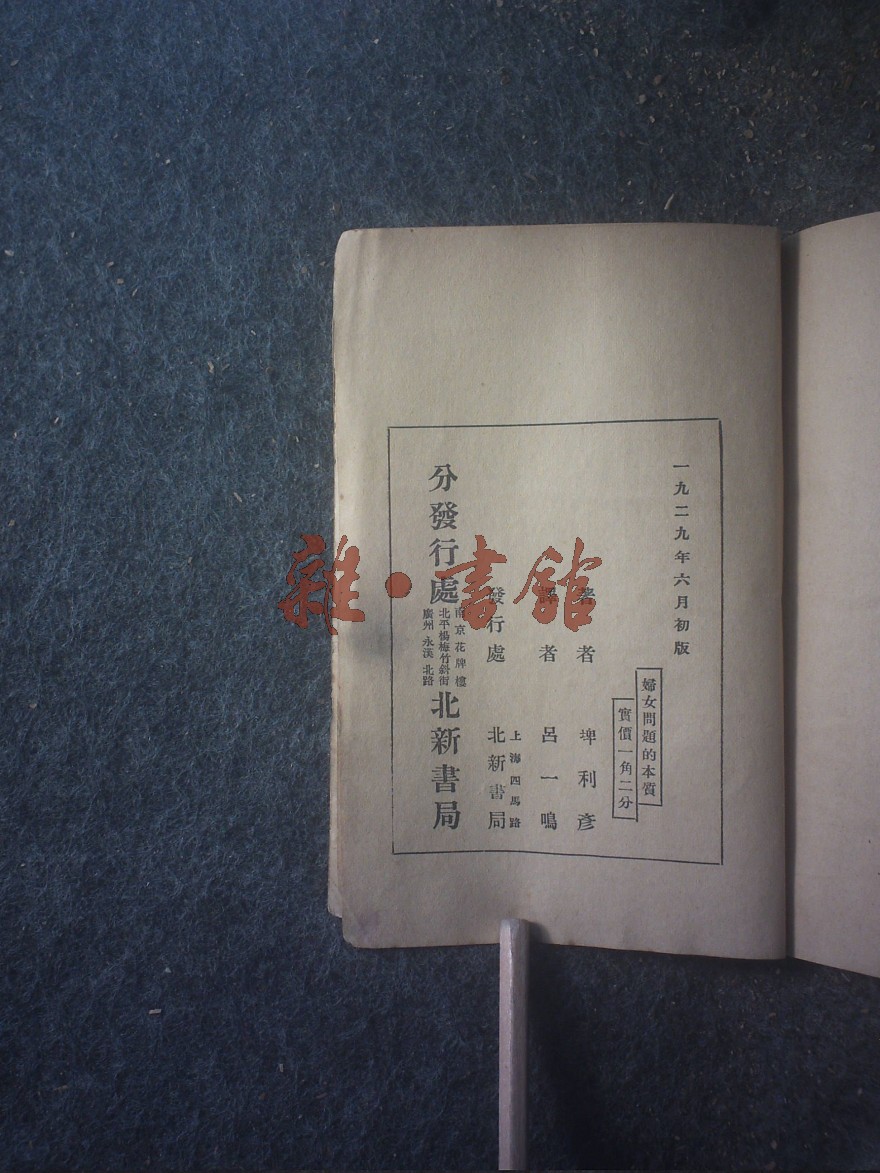 一九二九年六月初版
婦女問題的本質
實價一角二分
著者 埤利彦
譯者 呂一鳴
發行處 上海四馬路 北新書局
分發行處 南京花牌樓 北平楊梅竹斜街 廣州永漢北路 北新書局
雜·書館